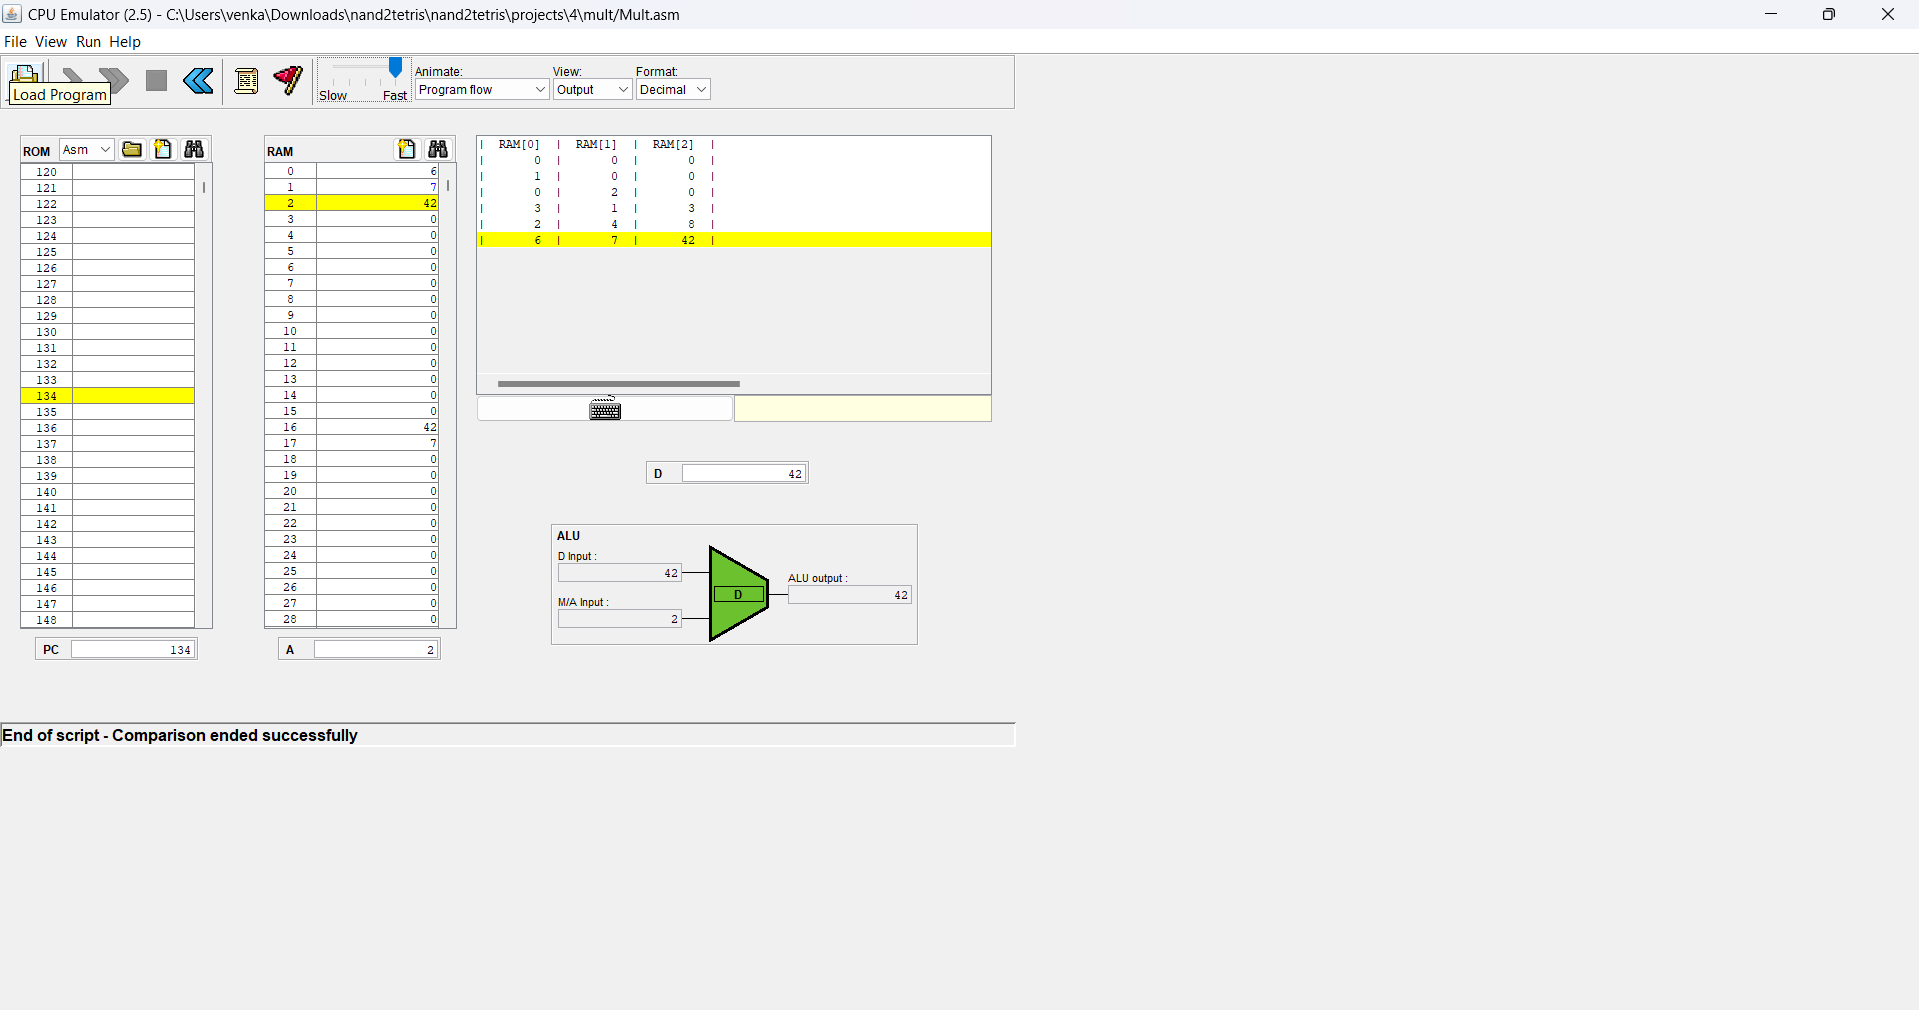 CPU Emulator (2.5) - C:\Users\venka\Downloads\nand2tetris\nand2tetris\projects\4\mult/Mult.asm
File View Run Help
Load Program
Slow Fast
Animate:
Program flow
View:
Output
Format:
Decimal
ROM Asm
120
121
122
123
124
125
126
127
128
129
130
131
132
133
134
135
136
137
138
139
140
141
142
143
144
145
146
147
148
PC 134
RAM
0 6
1 7
2 42
3 0
4 0
5 0
6 0
7 0
8 0
9 0
10 0
11 0
12 0
13 0
14 0
15 0
16 42
17 7
18 0
19 0
20 0
21 0
22 0
23 0
24 0
25 0
26 0
27 0
28 0
A 2
| RAM[0] | RAM[1] | RAM[2] |
| 0 | 0 | 0 |
| 1 | 0 | 0 |
| 0 | 2 | 0 |
| 3 | 1 | 3 |
| 2 | 4 | 8 |
| 6 | 7 | 42 |
D 42
ALU
D Input :
42
M/A Input :
2
D
ALU output :
42
End of script - Comparison ended successfully